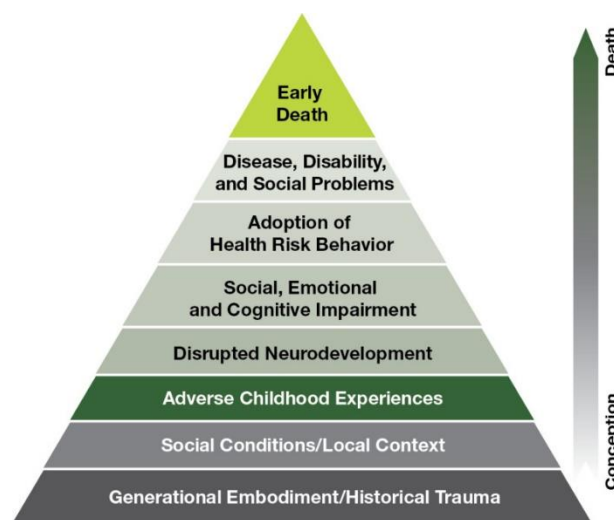 Early
Death
Disease, Disability,
and Social Problems
Adoption of
Health Risk Behavior
Social, Emotional
and Cognitive Impairment
Disrupted Neurodevelopment
Adverse Childhood Experiences
Social Conditions/Local Context
Generational Embodiment/Historical Trauma
Death
Conception